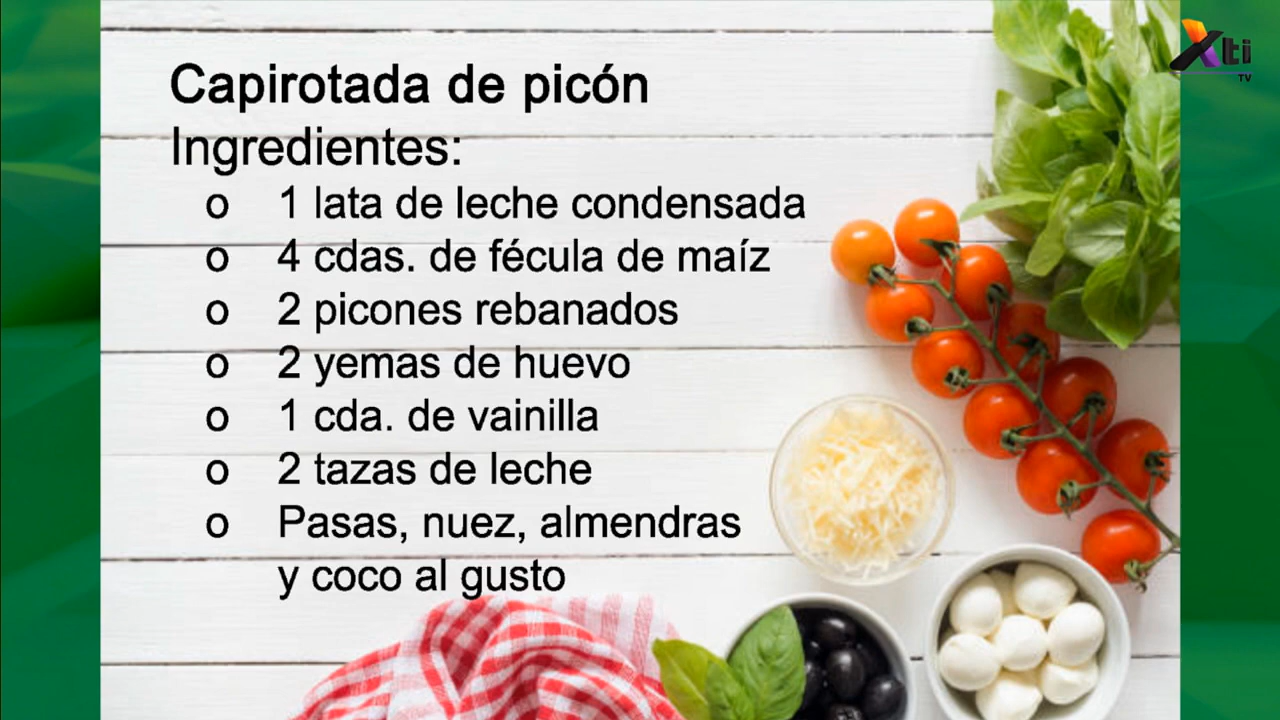 Xti
TV
Capirotada de picón
Ingredientes:
o 1 lata de leche condensada
o 4 cdas. de fécula de maíz
o 2 picones rebanados
o 2 yemas de huevo
o 1 cda. de vainilla
o 2 tazas de leche
o Pasas, nuez, almendras
y coco al gusto